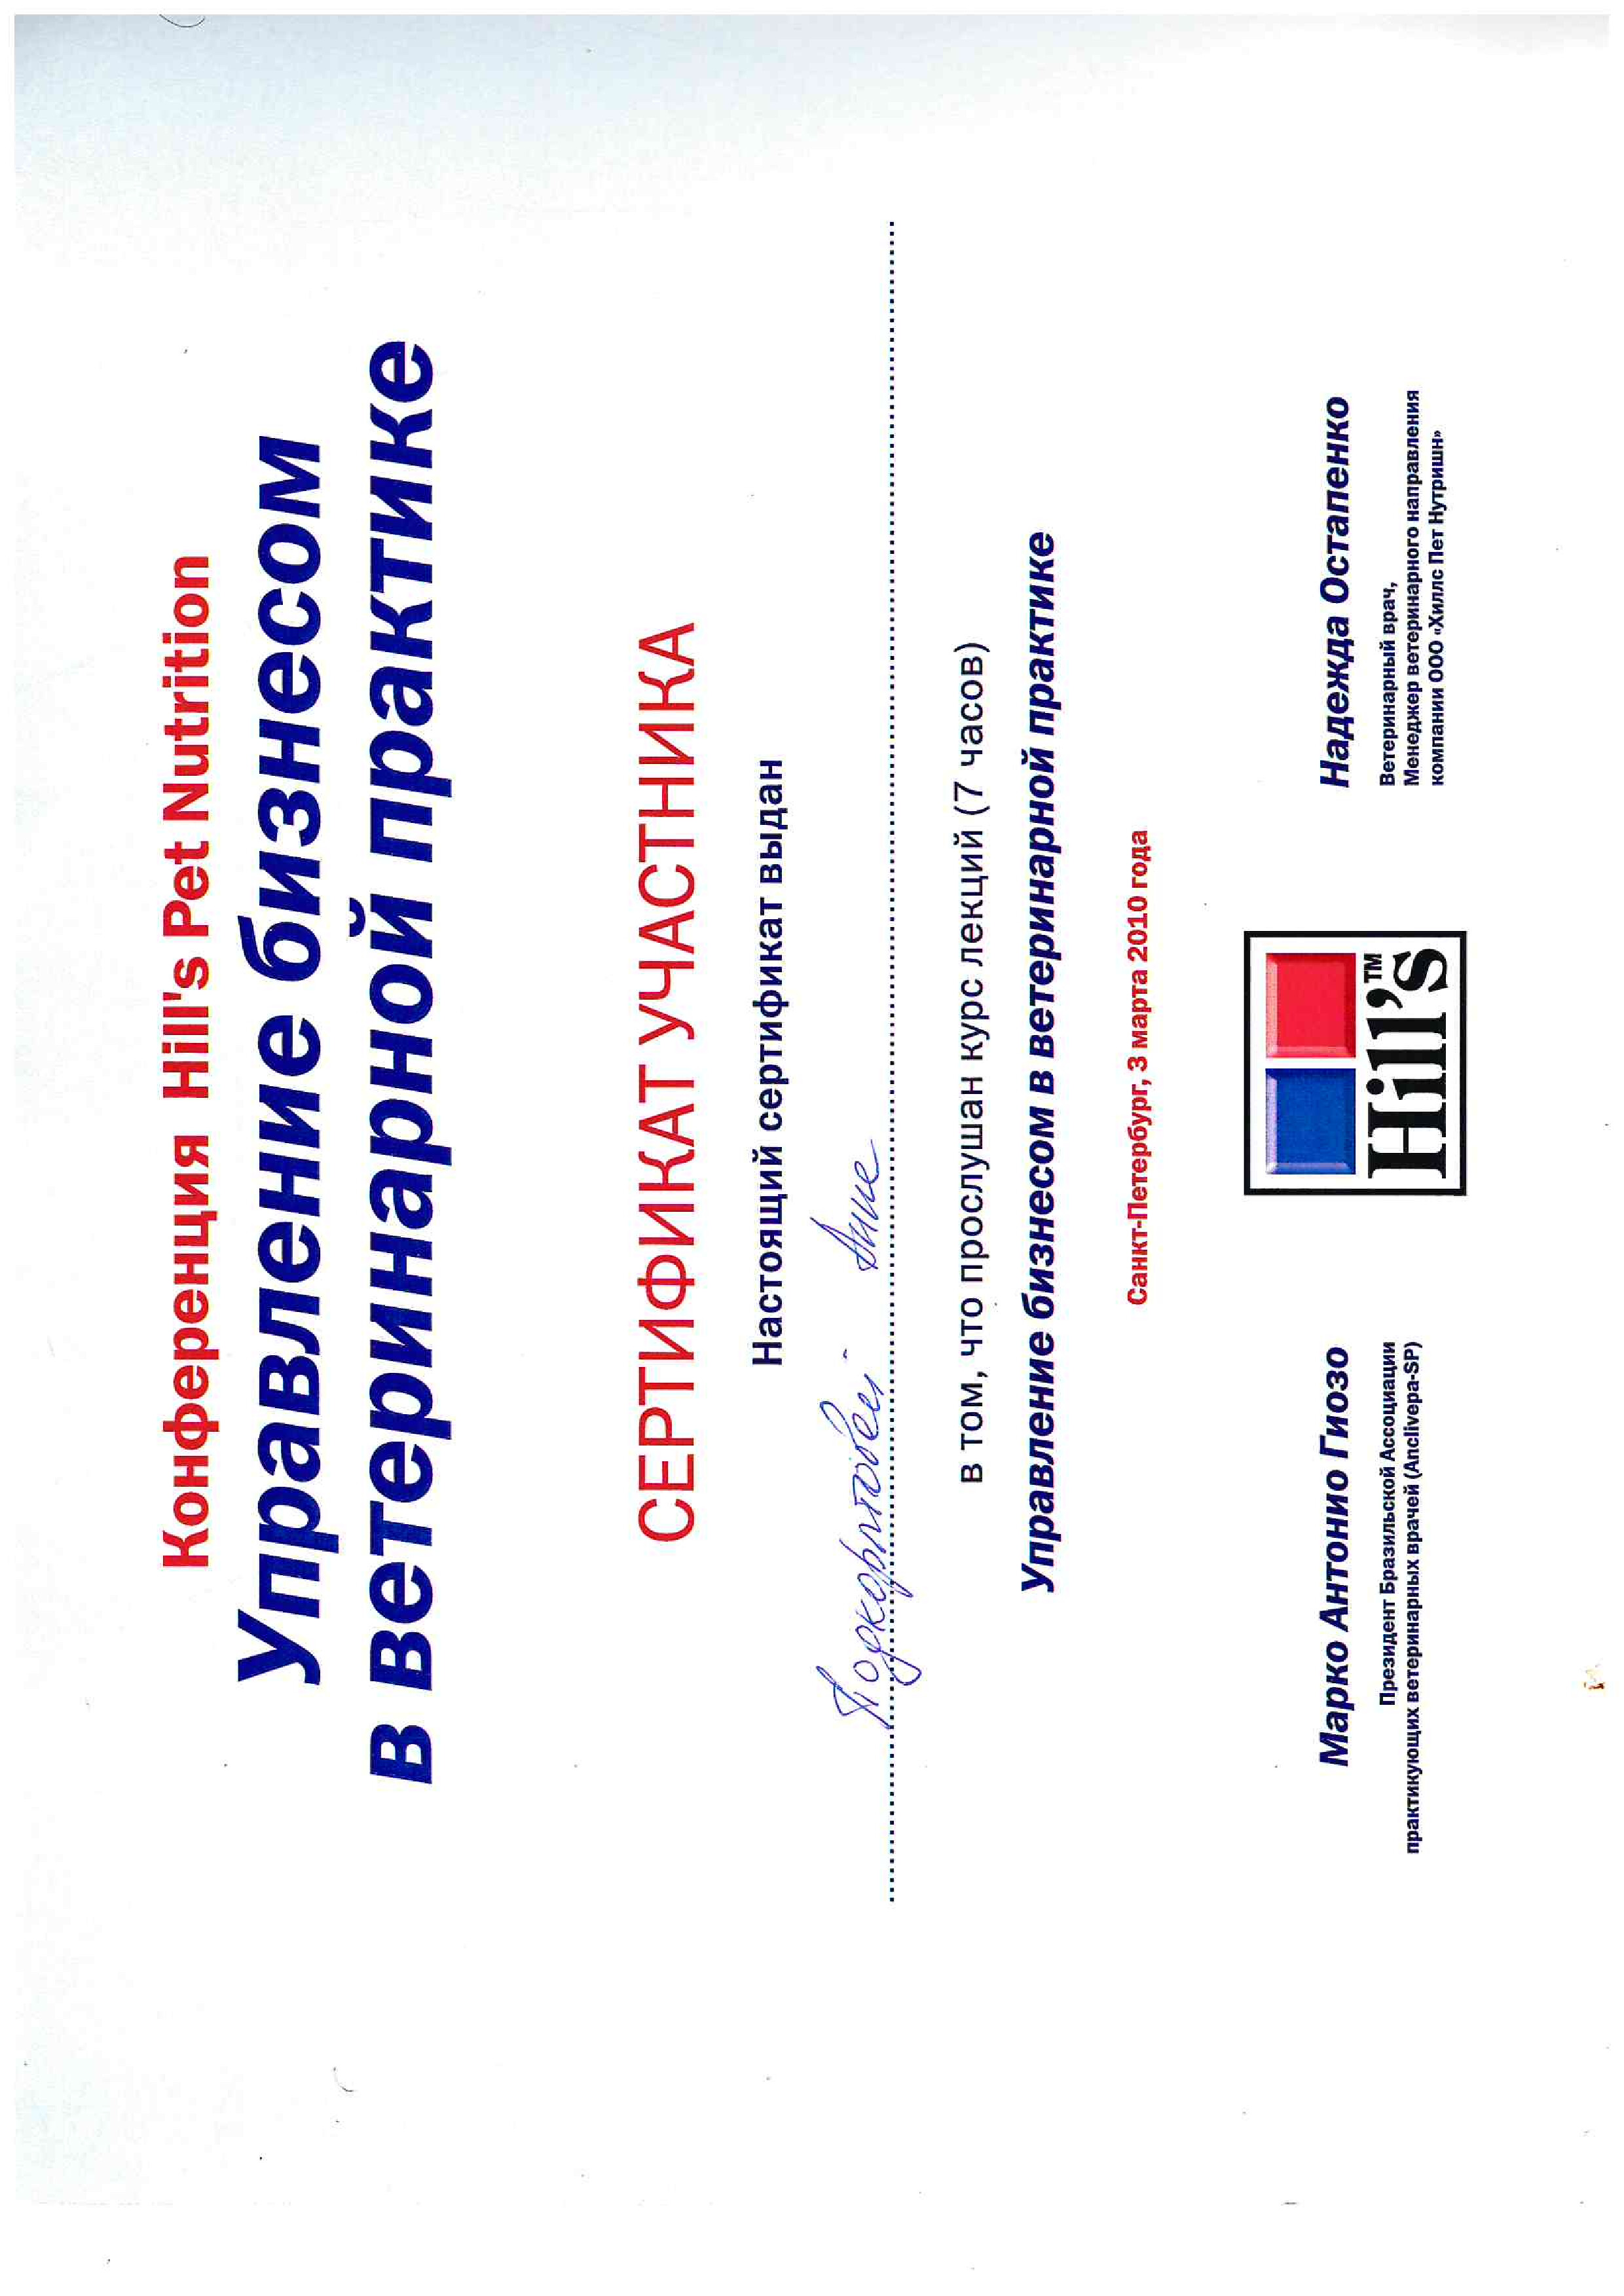 Конференция Hill's Pet Nutrition
Управление бизнесом
в ветеринарной практике
СЕРТИФИКАТ УЧАСТНИКА
Настоящий сертификат выдан
Анне
в том, что прослушан курс лекций (7 часов)
Управление бизнесом в ветеринарной практике
Санкт-Петербург, 3 марта 2010 года
Марко Антонио Гиозо
Президент Бразильской Ассоциации
практикующих ветеринарных врачей (Anclivepa-SP)
Hill's™
Надежда Остапенко
Ветеринарный врач,
Менеджер ветеринарного направления
компании ООО «Хиллс Пет Нутришн»